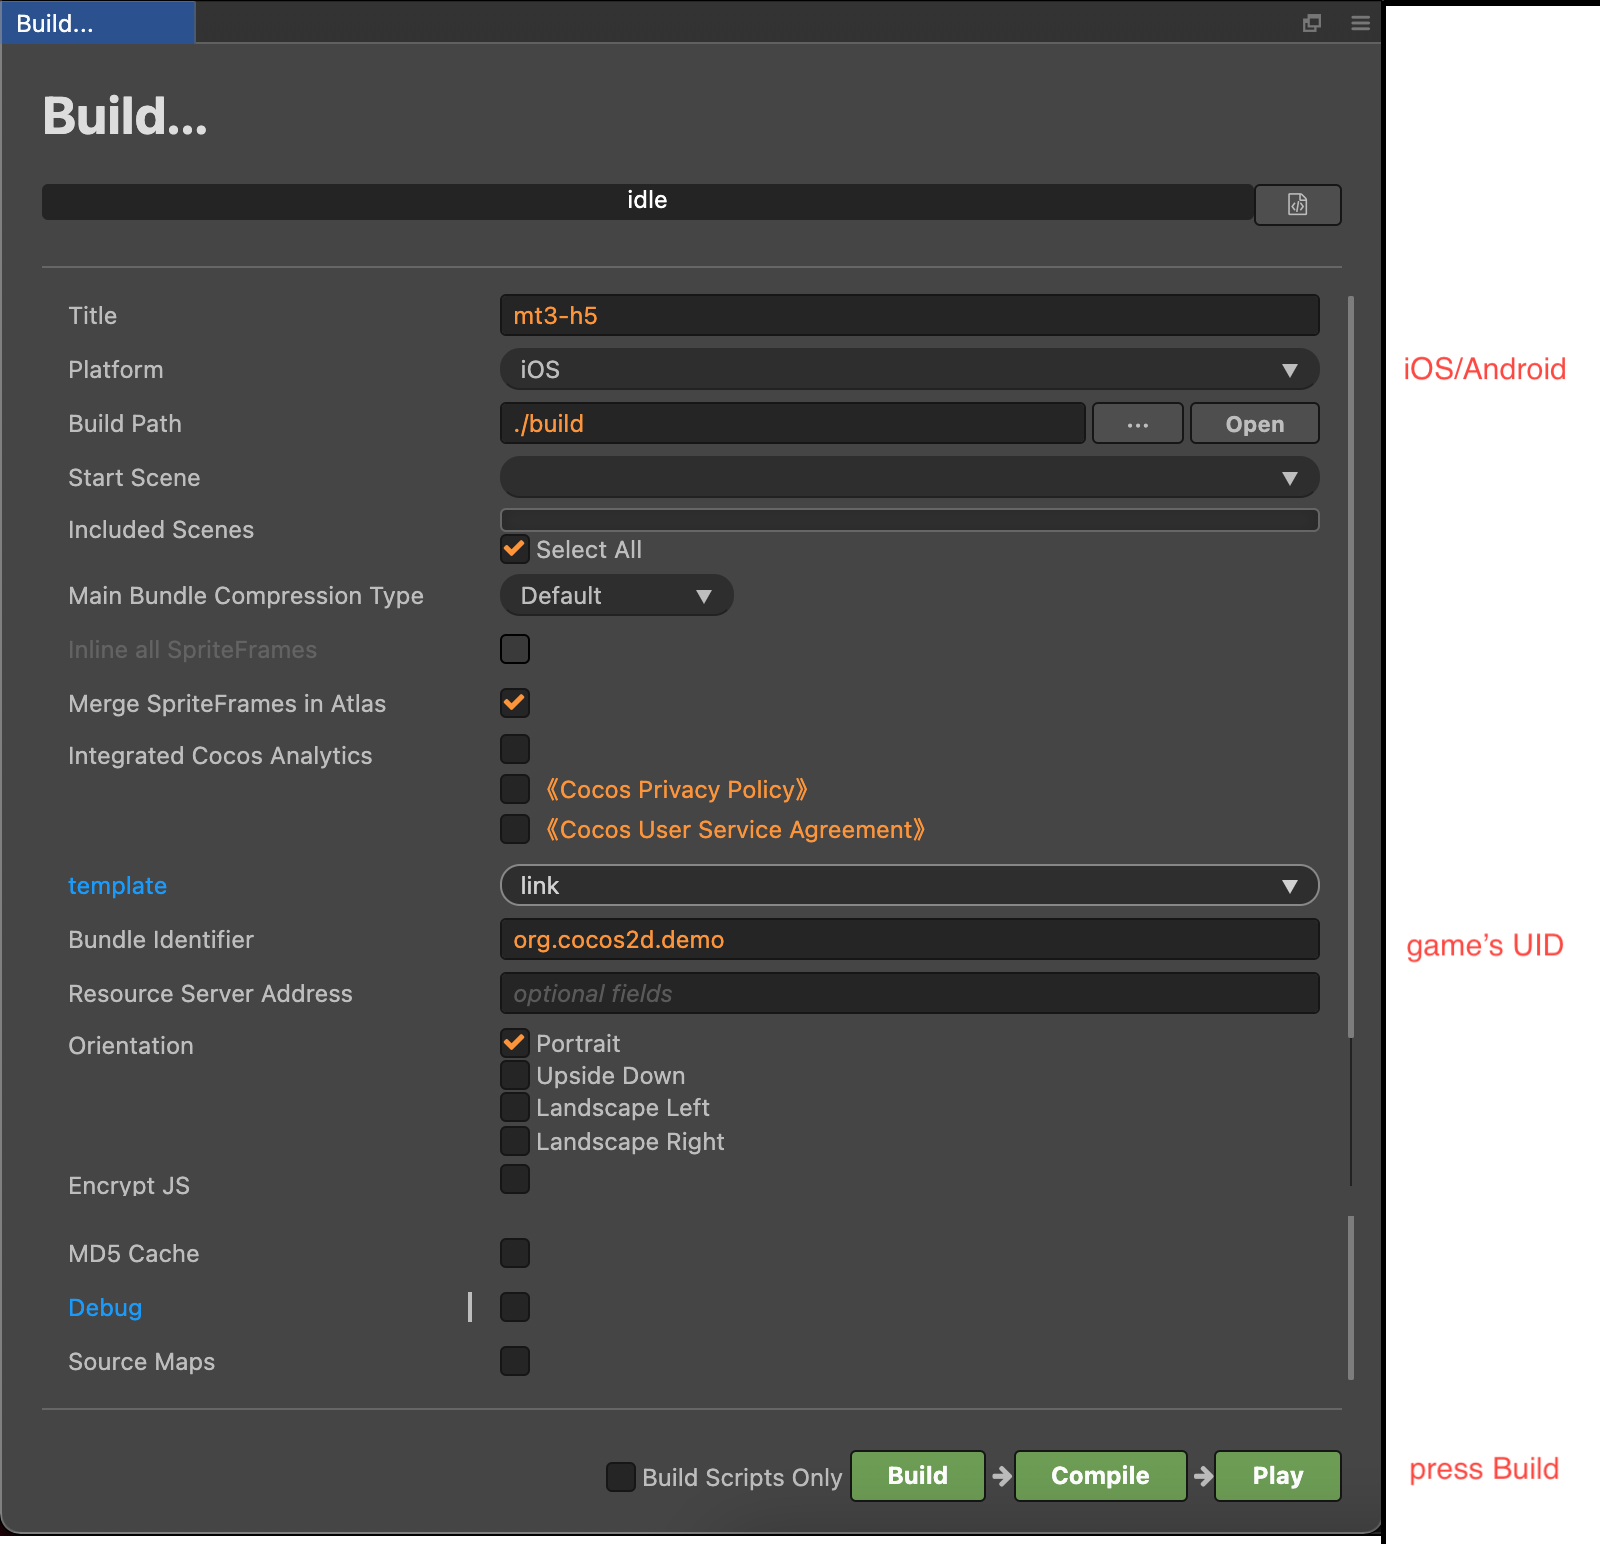 Build...
Build...
idle
Title mt3-h5
Platform iOS ▼ iOS/Android
Build Path ./build ... Open
Start Scene ▼
Included Scenes
Select All
Main Bundle Compression Type Default ▼
Inline all SpriteFrames
Merge SpriteFrames in Atlas
Integrated Cocos Analytics
《Cocos Privacy Policy》
《Cocos User Service Agreement》
template link ▼
Bundle Identifier org.cocos2d.demo game's UID
Resource Server Address optional fields
Orientation Portrait
Upside Down
Landscape Left
Landscape Right
Encrypt JS
MD5 Cache
Debug
Source Maps
Build Scripts Only Build Compile Play press Build